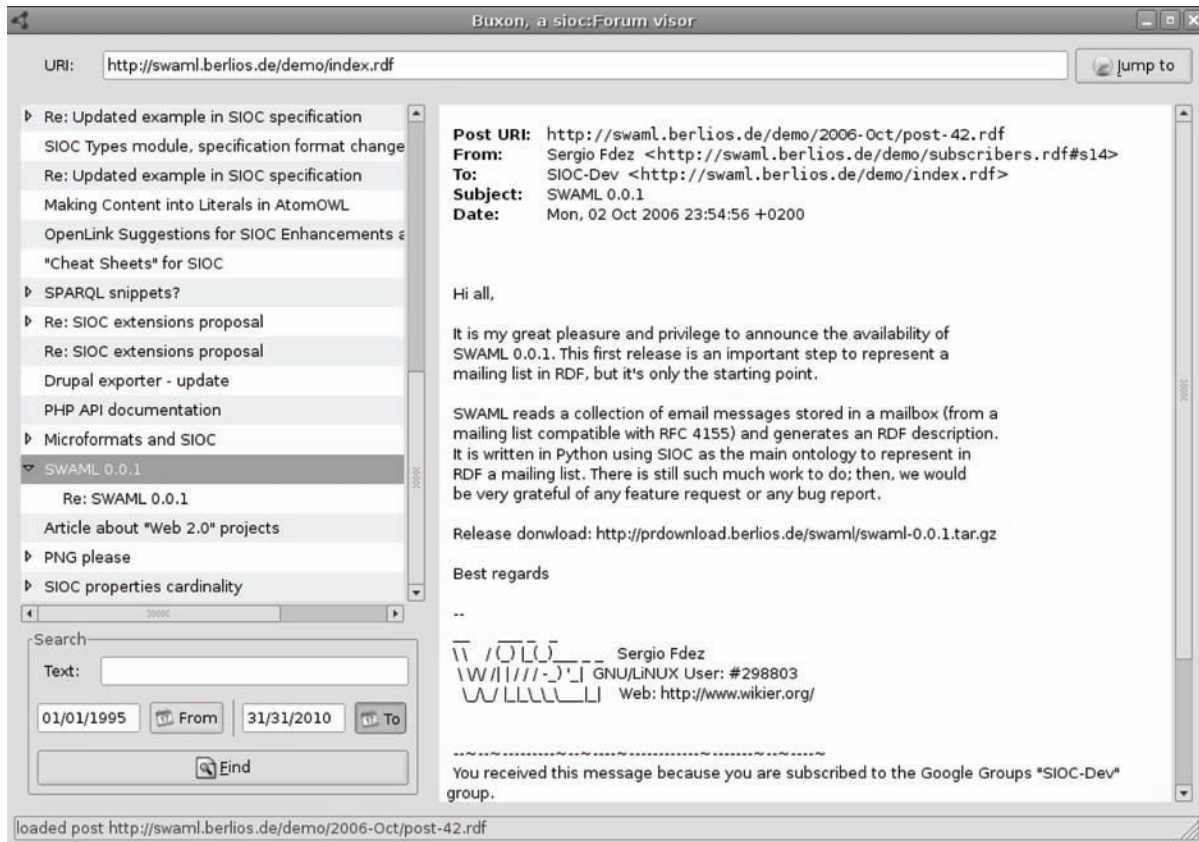 Buxon, a sioc:Forum visor
URI: http://swaml.berlios.de/demo/index.rdf Jump to
Re: Updated example in SIOC specification
SIOC Types module, specification format change
Re: Updated example in SIOC specification
Making Content into Literals in AtomOWL
OpenLink Suggestions for SIOC Enhancements a
"Cheat Sheets" for SIOC
SPARQL snippets?
Re: SIOC extensions proposal
Re: SIOC extensions proposal
Drupal exporter - update
PHP API documentation
Microformats and SIOC
SWAML 0.0.1
Re: SWAML 0.0.1
Article about "Web 2.0" projects
PNG please
SIOC properties cardinality
Search
Text:
01/01/1995 From 31/31/2010 To
Find
Post URI: http://swaml.berlios.de/demo/2006-Oct/post-42.rdf
From: Sergio Fdez <http://swaml.berlios.de/demo/subscribers.rdf#s14>
To: SIOC-Dev <http://swaml.berlios.de/demo/index.rdf>
Subject: SWAML 0.0.1
Date: Mon, 02 Oct 2006 23:54:56 +0200
Hi all,
It is my great pleasure and privilege to announce the availability of
SWAML 0.0.1. This first release is an important step to represent a
mailing list in RDF, but it's only the starting point.
SWAML reads a collection of email messages stored in a mailbox (from a
mailing list compatible with RFC 4155) and generates an RDF description.
It is written in Python using SIOC as the main ontology to represent in
RDF a mailing list. There is still such much work to do; then, we would
be very grateful of any feature request or any bug report.
Release donwload: http://prdownload.berlios.de/swaml/swaml-0.0.1.tar.gz
Best regards
--
Sergio Fdez
GNU/LiNUX User: #298803
Web: http://www.wikier.org/
You received this message because you are subscribed to the Google Groups "SIOC-Dev"
group.
loaded post http://swaml.berlios.de/demo/2006-Oct/post-42.rdf